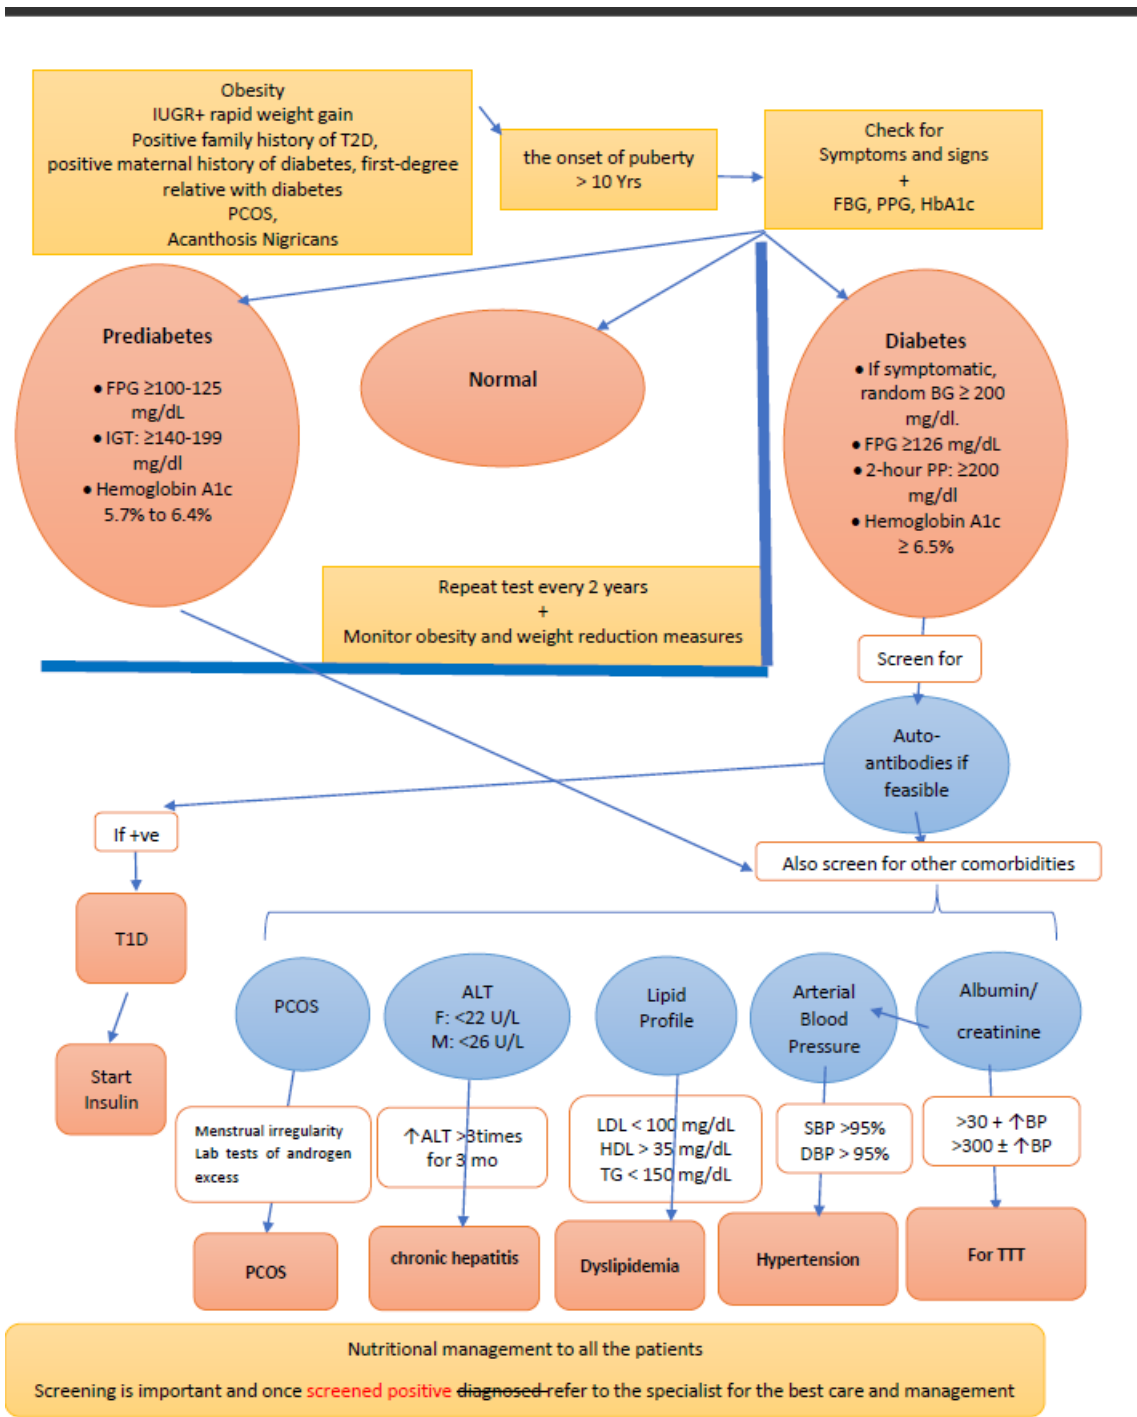 Obesity
IUGR+ rapid weight gain
Positive family history of T2D,
positive maternal history of diabetes, first-degree
relative with diabetes
PCOS,
Acanthosis Nigricans
the onset of puberty
> 10 Yrs
Check for
Symptoms and signs
+
FBG, PPG, HbA1c
Prediabetes
● FPG ≥100-125
mg/dL
● IGT: ≥140-199
mg/dl
● Hemoglobin A1c
5.7% to 6.4%
Normal
Diabetes
● If symptomatic,
random BG ≥ 200
mg/dl.
● FPG ≥126 mg/dL
● 2-hour PP: ≥200
mg/dl
● Hemoglobin A1c
≥ 6.5%
Repeat test every 2 years
+
Monitor obesity and weight reduction measures
Screen for
Auto-
antibodies if
feasible
If +ve
Also screen for other comorbidities
T1D
Start
Insulin
PCOS
ALT
F: <22 U/L
M: <26 U/L
Lipid
Profile
Arterial
Blood
Pressure
Albumin/
creatinine
Menstrual irregularity
Lab tests of androgen
excess
↑ALT >3times
for 3 mo
LDL < 100 mg/dL
HDL > 35 mg/dL
TG < 150 mg/dL
SBP >95%
DBP > 95%
>30 + ↑BP
>300 ± ↑BP
PCOS
chronic hepatitis
Dyslipidemia
Hypertension
For TTT
Nutritional management to all the patients
Screening is important and once screened positive diagnosed refer to the specialist for the best care and management